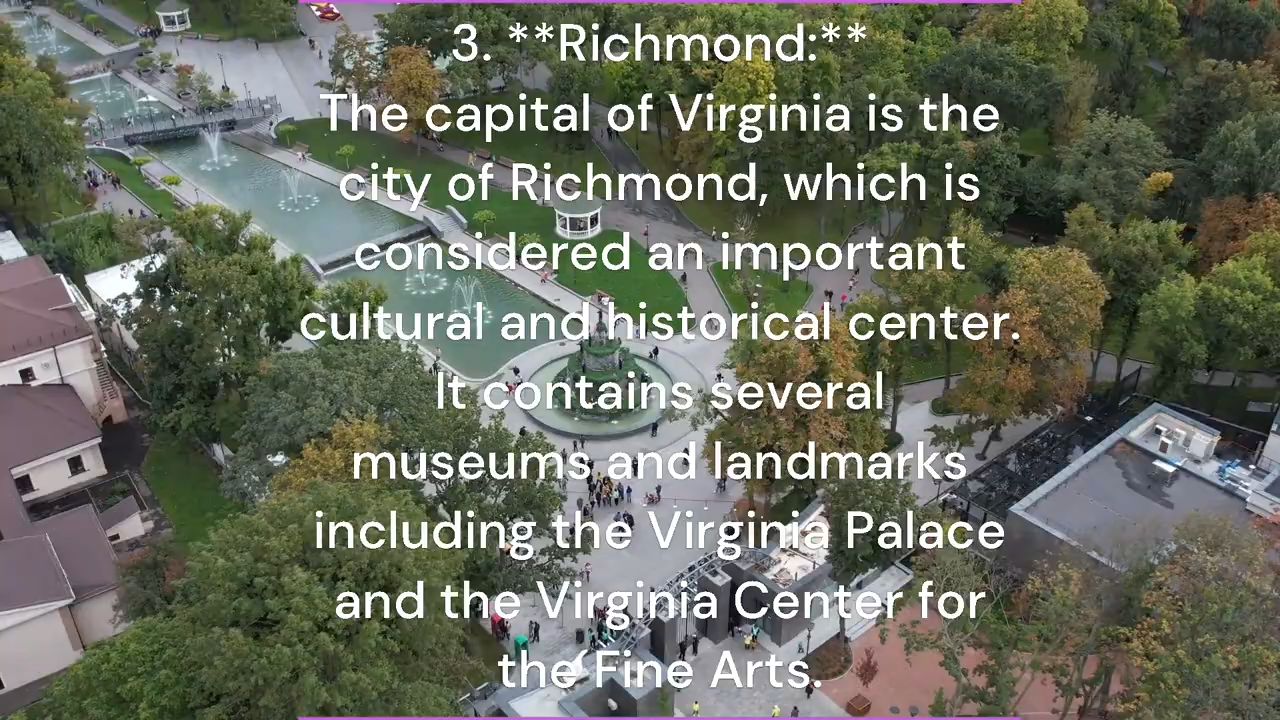 3. **Richmond:**
The capital of Virginia is the
city of Richmond, which is
considered an important
cultural and historical center.
It contains several
museums and landmarks
including the Virginia Palace
and the Virginia Center for
the Fine Arts.